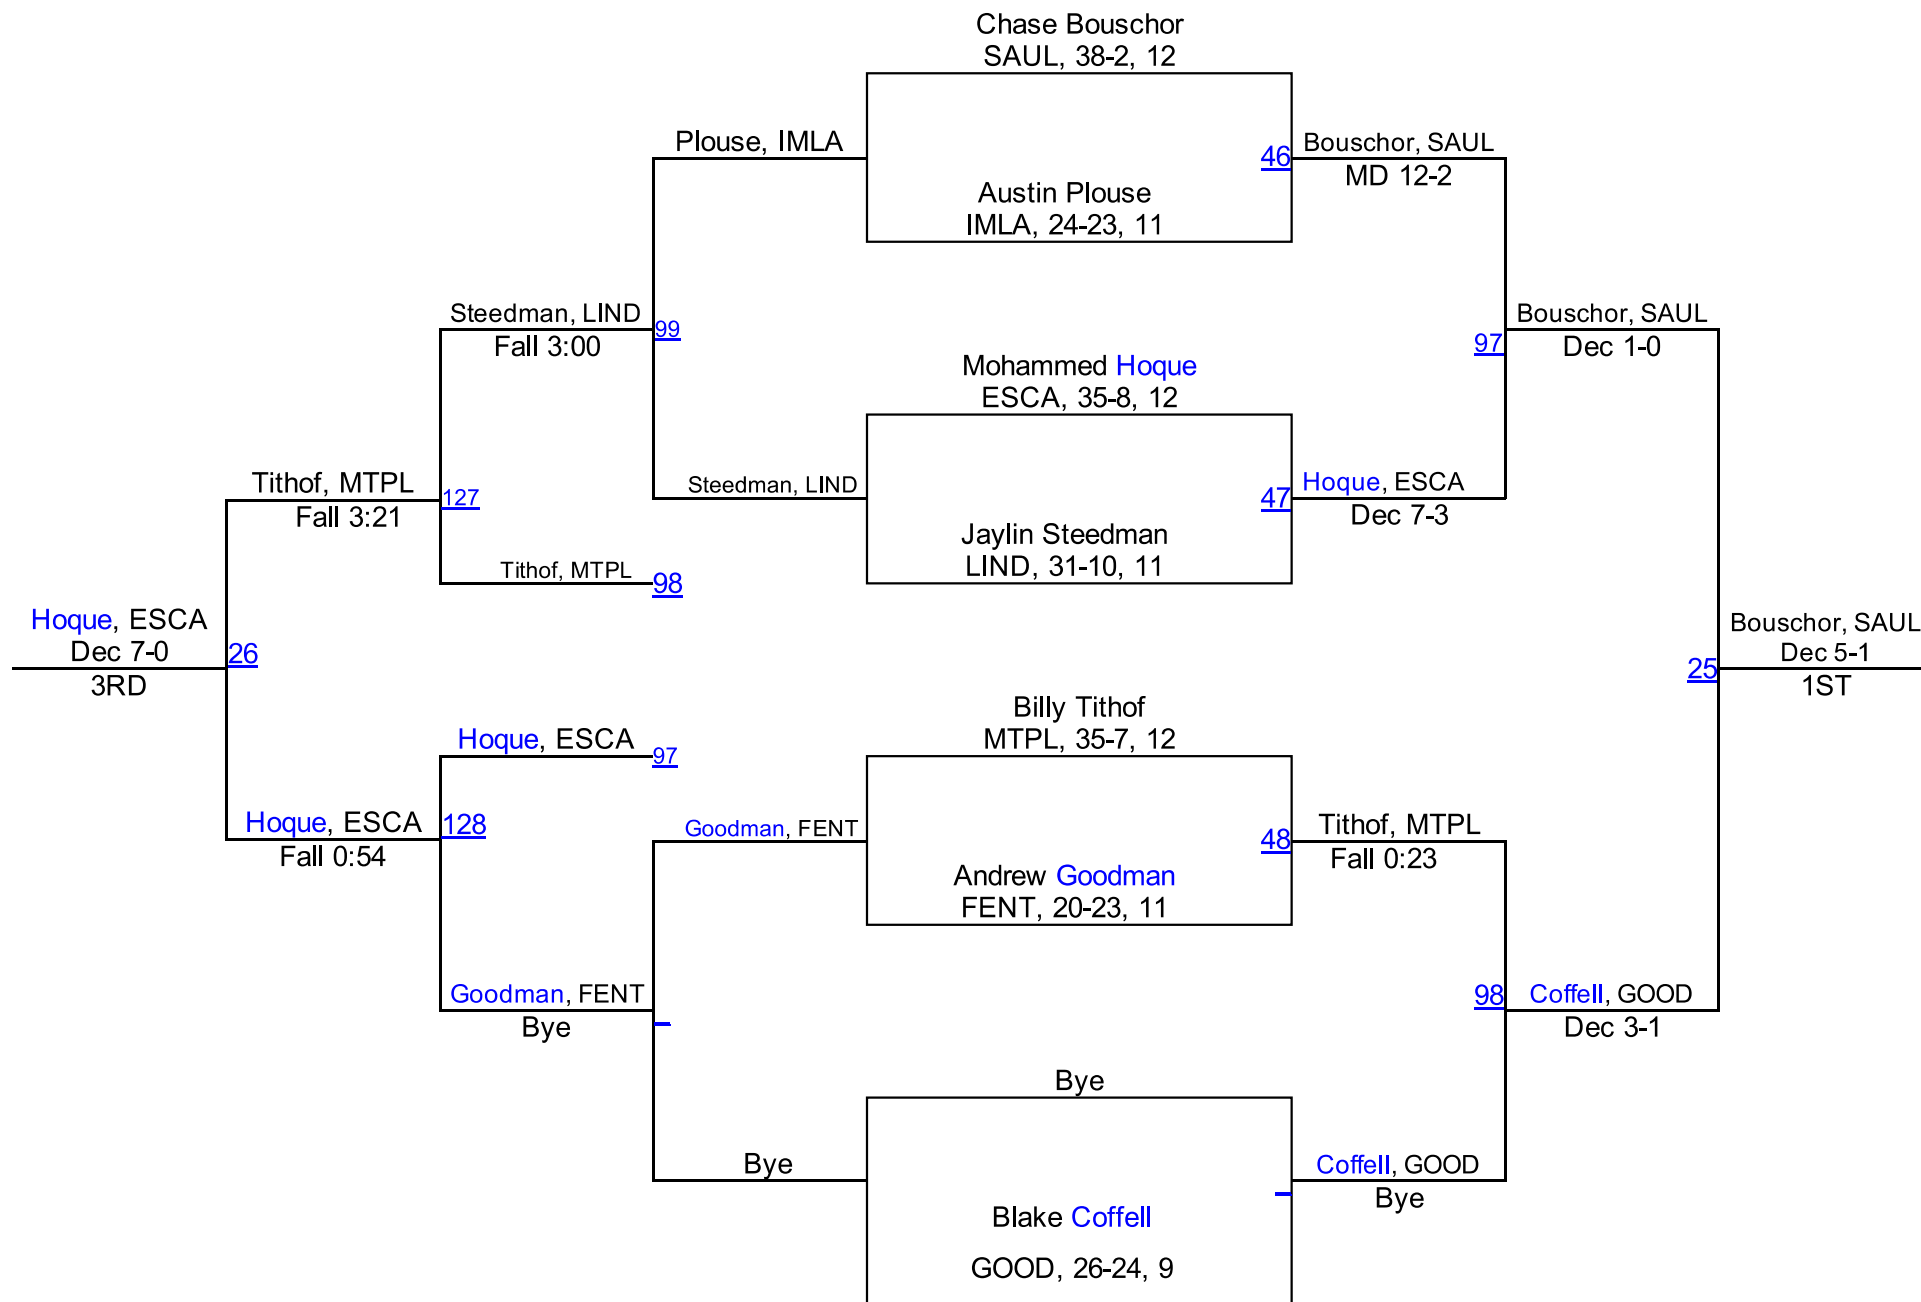 Chase Bouschor
SAUL, 38-2, 12
Plouse, IMLA
46
Bouschor, SAUL
MD 12-2
Austin Plouse
IMLA, 24-23, 11
Steedman, LIND
Fall 3:00
99
Bouschor, SAUL
Dec 1-0
97
Mohammed Hoque
ESCA, 35-8, 12
Tithof, MTPL
Fall 3:21
127
Steedman, LIND
47
Hoque, ESCA
Dec 7-3
Jaylin Steedman
LIND, 31-10, 11
Tithof, MTPL
98
Hoque, ESCA
Dec 7-0
3RD
26
Bouschor, SAUL
Dec 5-1
1ST
25
Billy Tithof
MTPL, 35-7, 12
Hoque, ESCA
97
Hoque, ESCA
Fall 0:54
128
Goodman, FENT
48
Tithof, MTPL
Fall 0:23
Andrew Goodman
FENT, 20-23, 11
Goodman, FENT
Bye
98
Coffell, GOOD
Dec 3-1
Bye
Bye
Coffell, GOOD
Bye
Blake Coffell
GOOD, 26-24, 9